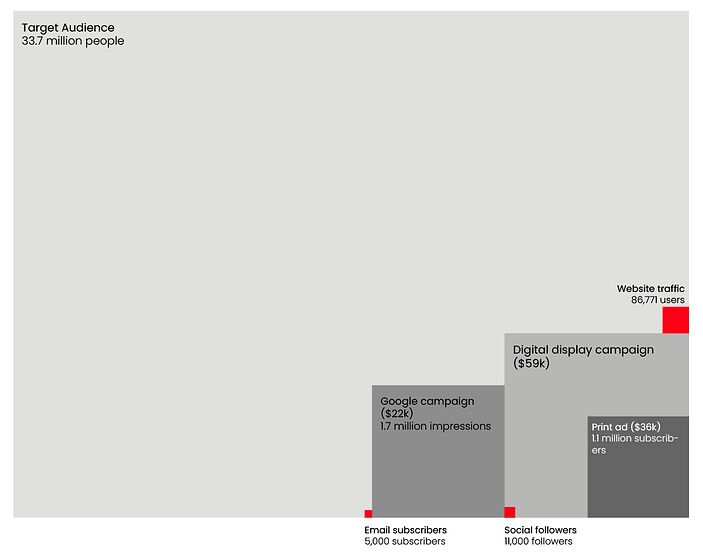 Target Audience
33.7 million people
Website traffic
86,771 users
Digital display campaign
($59k)
Google campaign
($22k)
1.7 million impressions
Print ad ($36k)
1.1 million subscrib-
ers
Email subscribers
5,000 subscribers
Social followers
11,000 followers